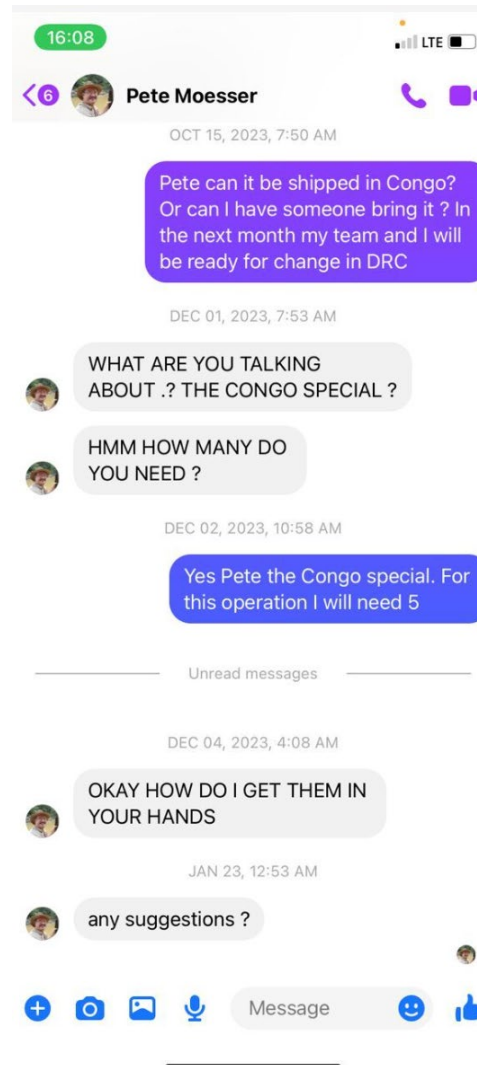 16:08
LTE
6
Pete Moesser
OCT 15, 2023, 7:50 AM
Pete can it be shipped in Congo?
Or can I have someone bring it ? In
the next month my team and I will
be ready for change in DRC
DEC 01, 2023, 7:53 AM
WHAT ARE YOU TALKING
ABOUT .? THE CONGO SPECIAL ?
HMM HOW MANY DO
YOU NEED ?
DEC 02, 2023, 10:58 AM
Yes Pete the Congo special. For
this operation I will need 5
Unread messages
DEC 04, 2023, 4:08 AM
OKAY HOW DO I GET THEM IN
YOUR HANDS
JAN 23, 12:53 AM
any suggestions ?
Message